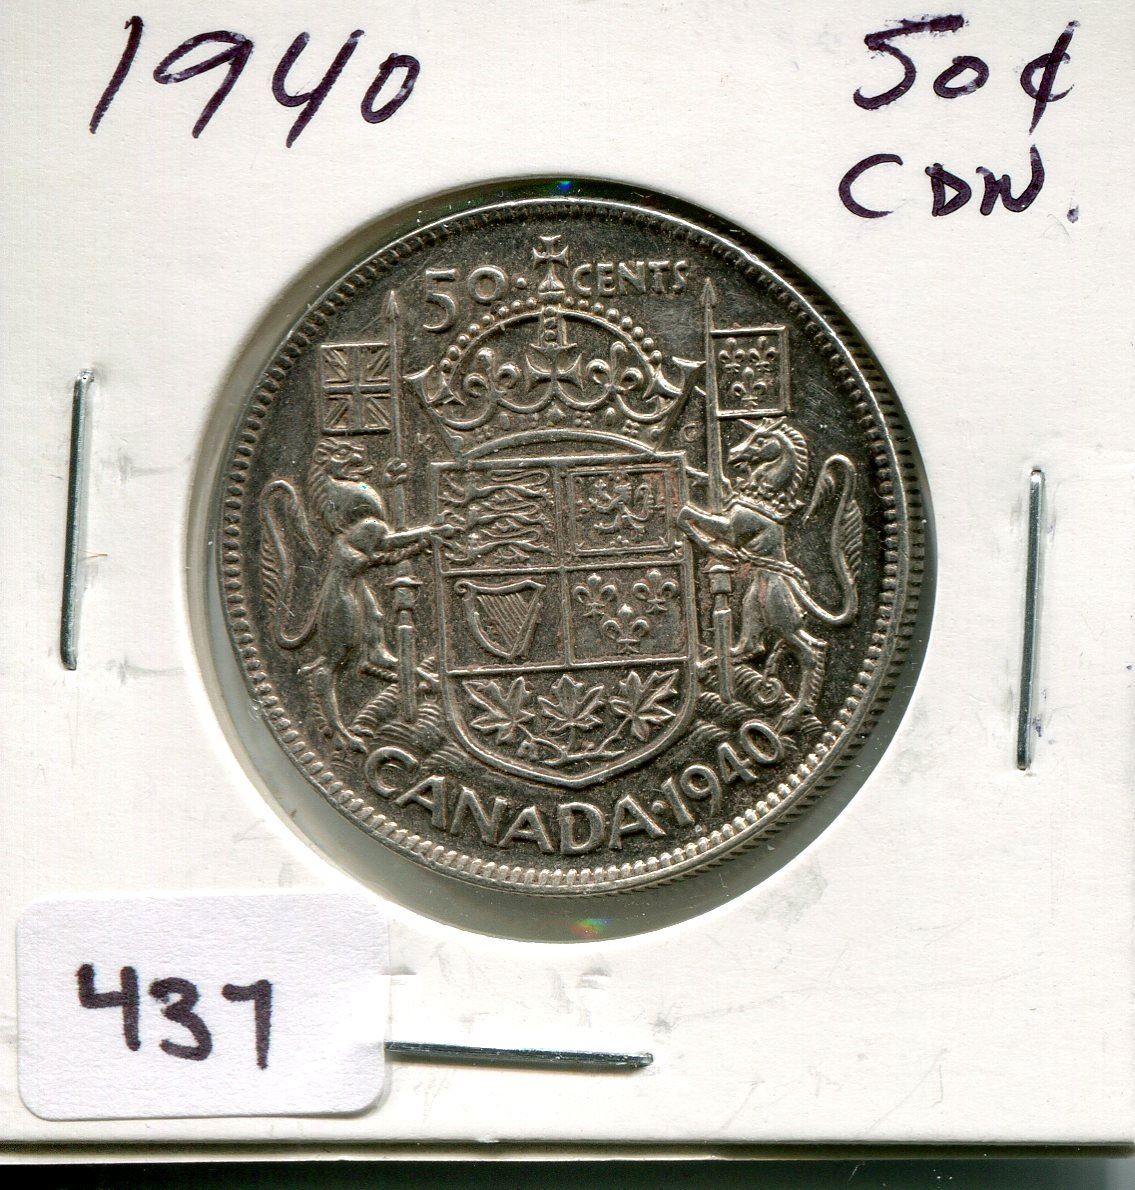 1940 50¢
CDN.
50 · CENTS
K G
CANADA · 1940
437